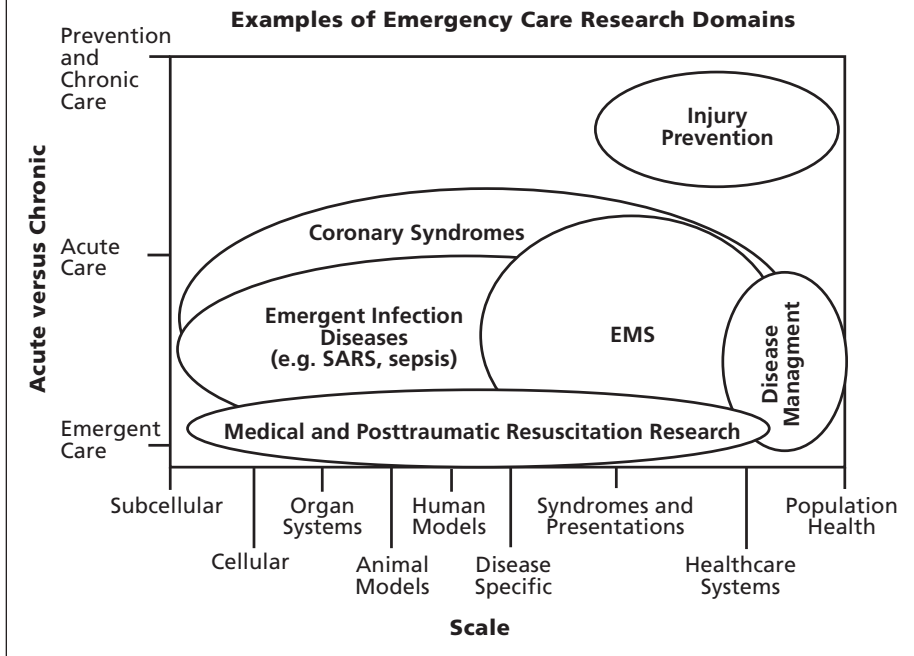 Examples of Emergency Care Research Domains
Prevention
and
Chronic
Care
Acute
Care
Emergent
Care
Acute versus Chronic
Injury
Prevention
Coronary Syndromes
Emergent Infection
Diseases
(e.g. SARS, sepsis)
EMS
Disease
Managment
Medical and Posttraumatic Resuscitation Research
Subcellular
Cellular
Organ
Systems
Animal
Models
Human
Models
Disease
Specific
Syndromes and
Presentations
Healthcare
Systems
Population
Health
Scale